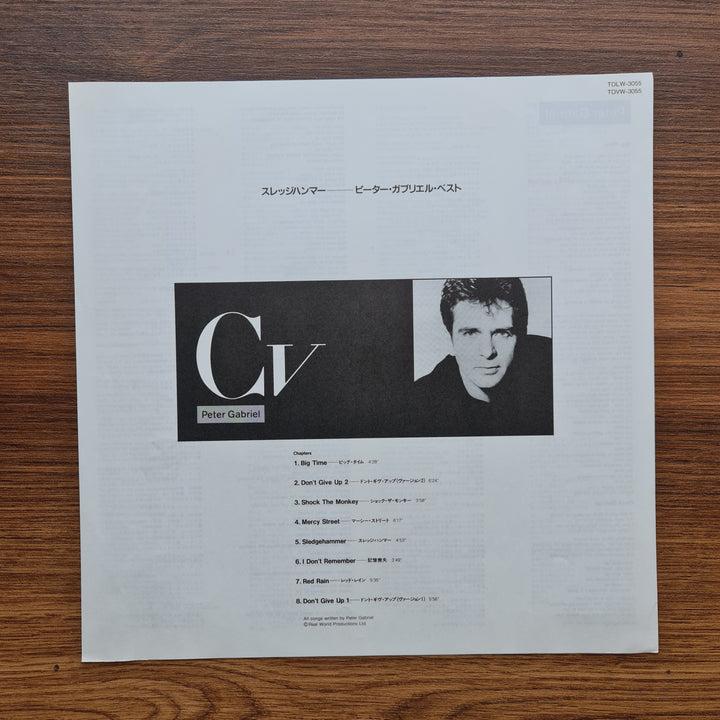 TOLW-3055
TOVW-3055
スレッジハンマー——ピーター・ガブリエル・ベスト
CV
Peter Gabriel
Chapters
1. Big Time——ビッグ・タイム 4'28"
2. Don't Give Up 2——ドント・ギヴ・アップ(ヴァージョン2) 6'24"
3. Shock The Monkey——ショック・ザ・モンキー 3'58"
4. Mercy Street——マーシー・ストリート 6'17"
5. Sledgehammer——スレッジハンマー 4'53"
6. I Don't Remember——記憶喪失 3'49"
7. Red Rain——レッド・レイン 5'35"
8. Don't Give Up 1——ドント・ギヴ・アップ(ヴァージョン1) 5'56"
All songs written by Peter Gabriel
©Real World Productions Ltd.